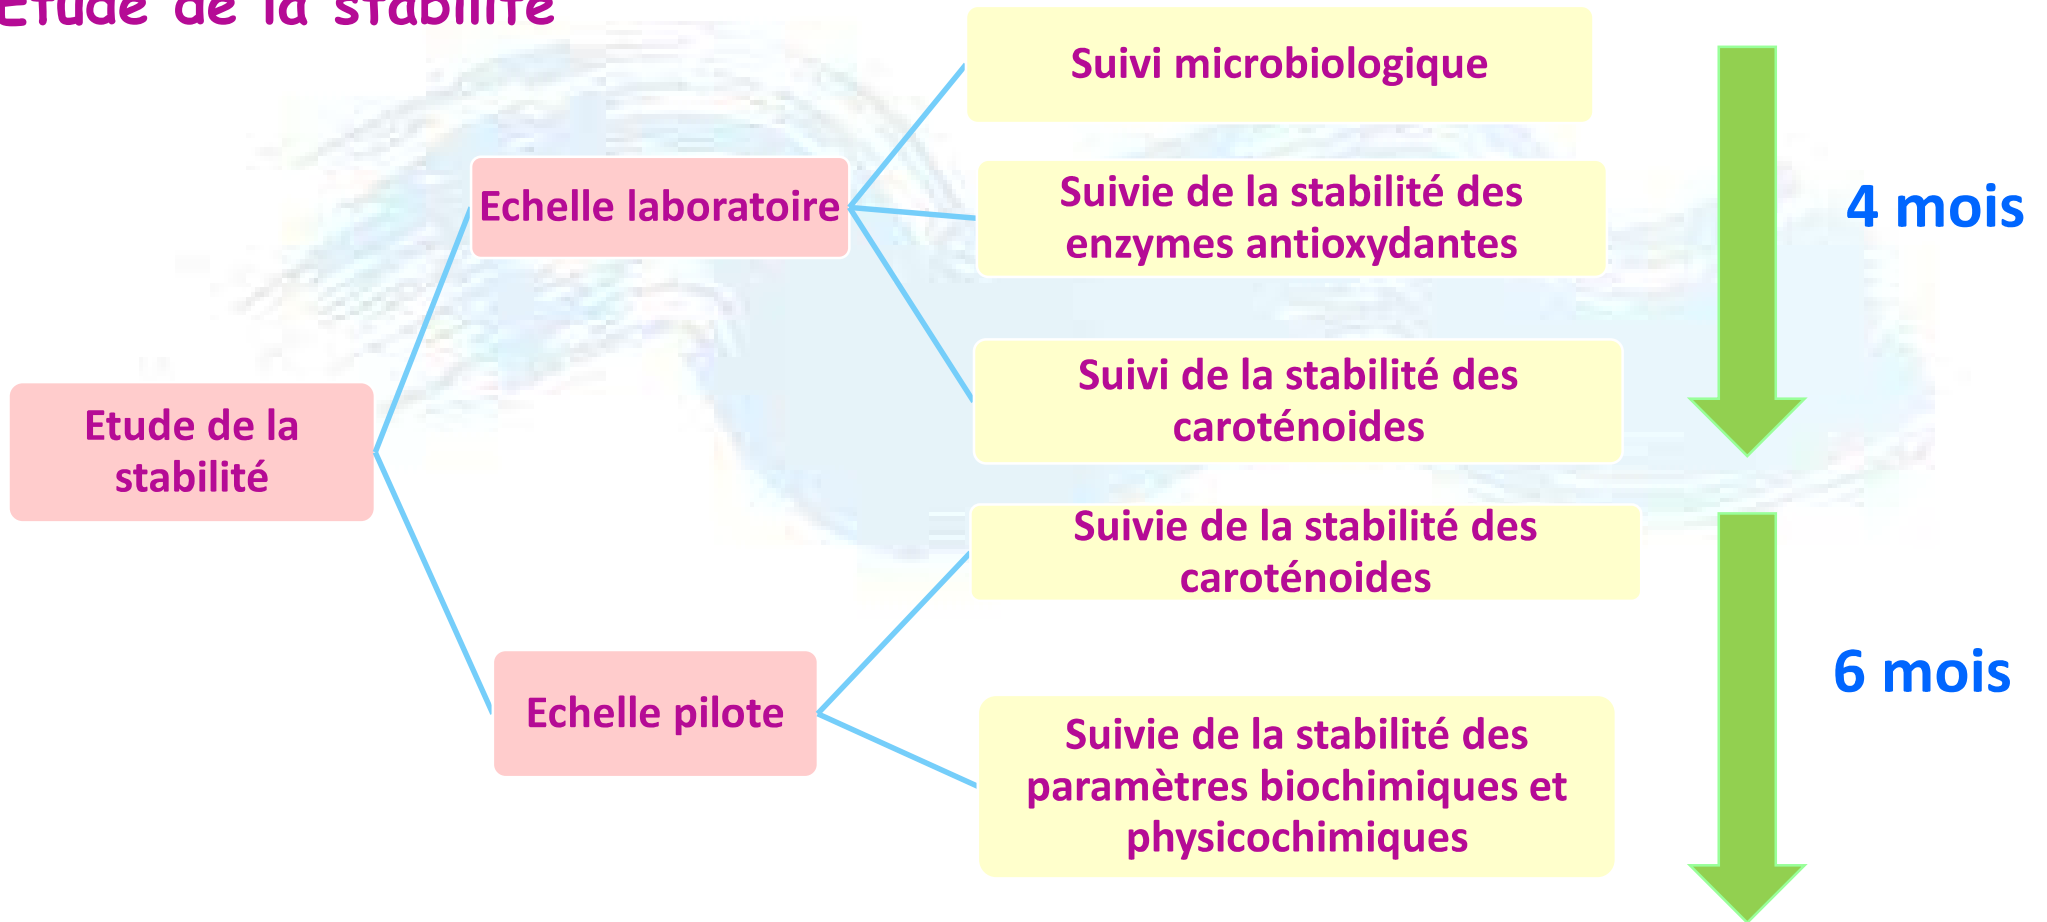 Etude de la stabilité
Suivi microbiologique
Echelle laboratoire
Suivie de la stabilité des
enzymes antioxydantes
4 mois
Suivi de la stabilité des
caroténoides
Etude de la
stabilité
Suivie de la stabilité des
caroténoides
6 mois
Echelle pilote
Suivie de la stabilité des
paramètres biochimiques et
physicochimiques